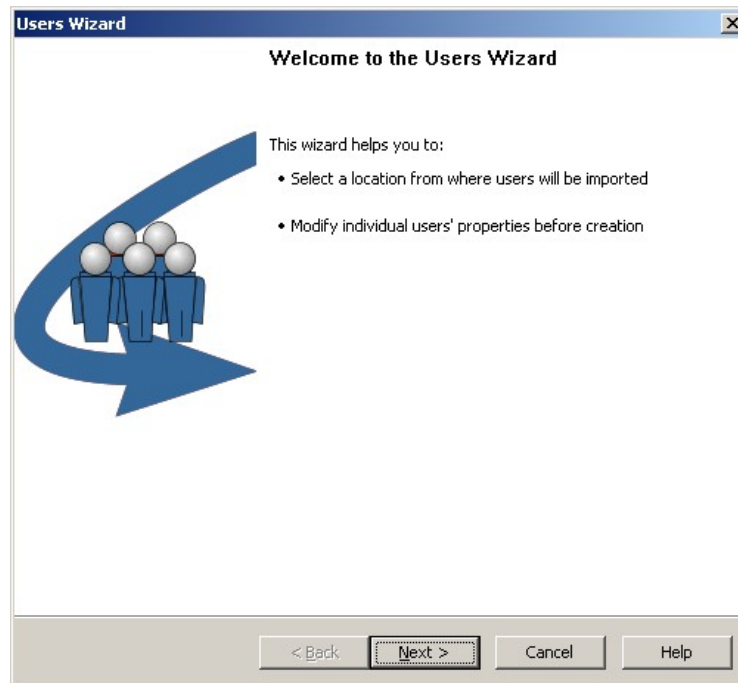 Users Wizard
Welcome to the Users Wizard
This wizard helps you to:
• Select a location from where users will be imported
• Modify individual users' properties before creation
< Back Next > Cancel Help